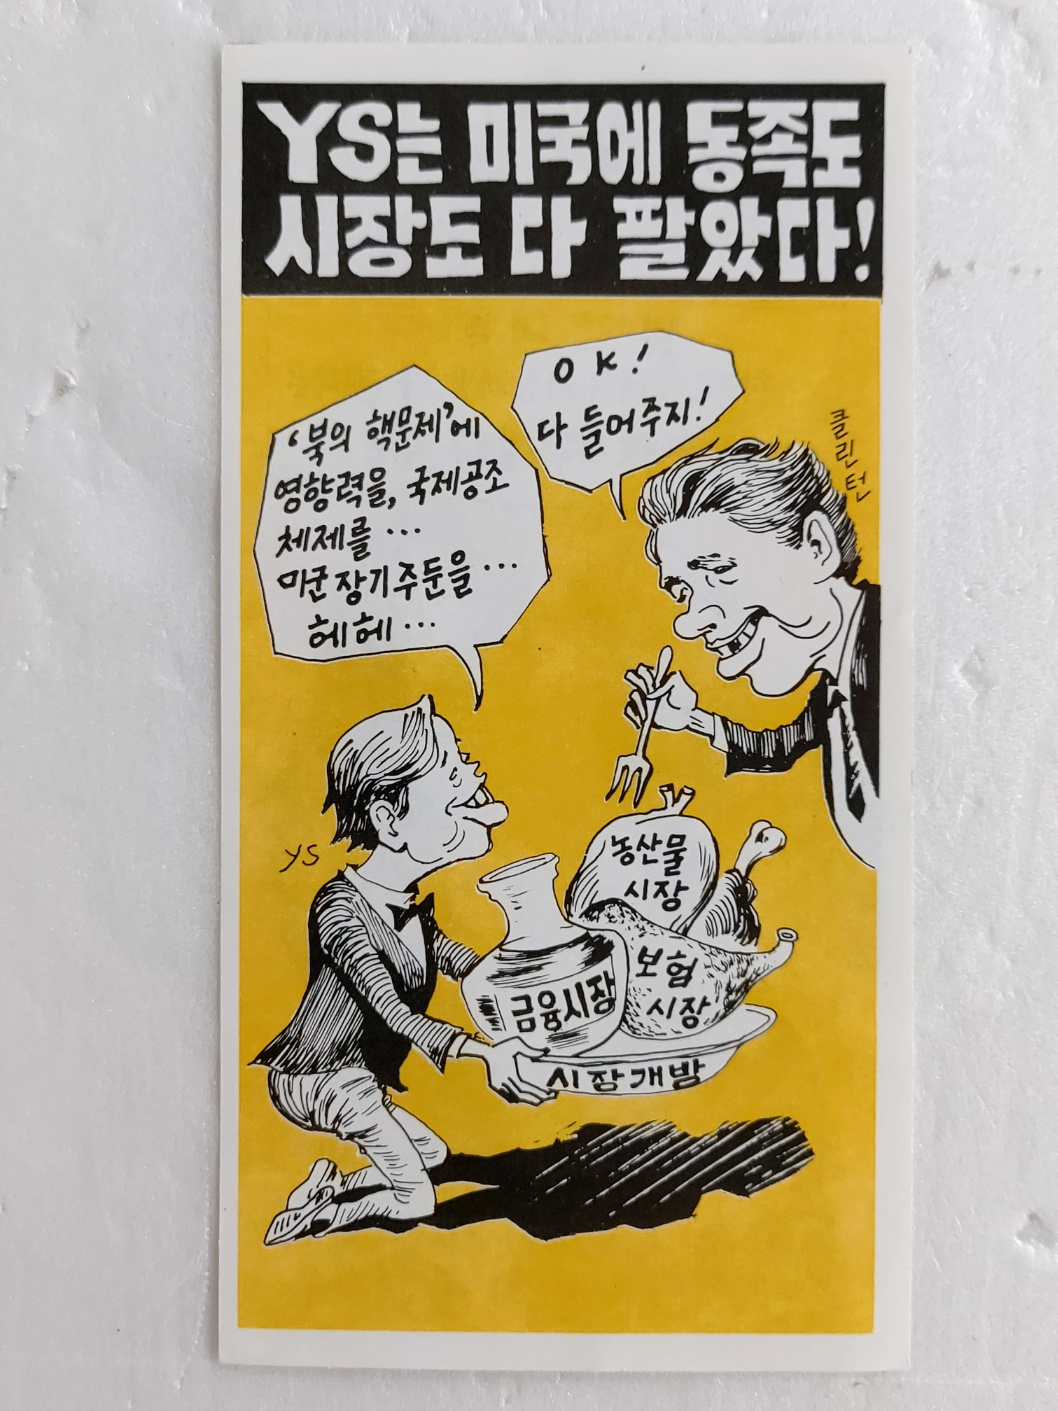 YS는 미국에 동족도
시장도 다 팔았다!
OK!
다 들어주지!
'북의 핵문제'에
영향력을, 국제공조
체제를 ...
미군 장기주둔을 ...
헤헤 ...
클린턴
YS
농산물
시장
보험
시장
금융시장
시장개방